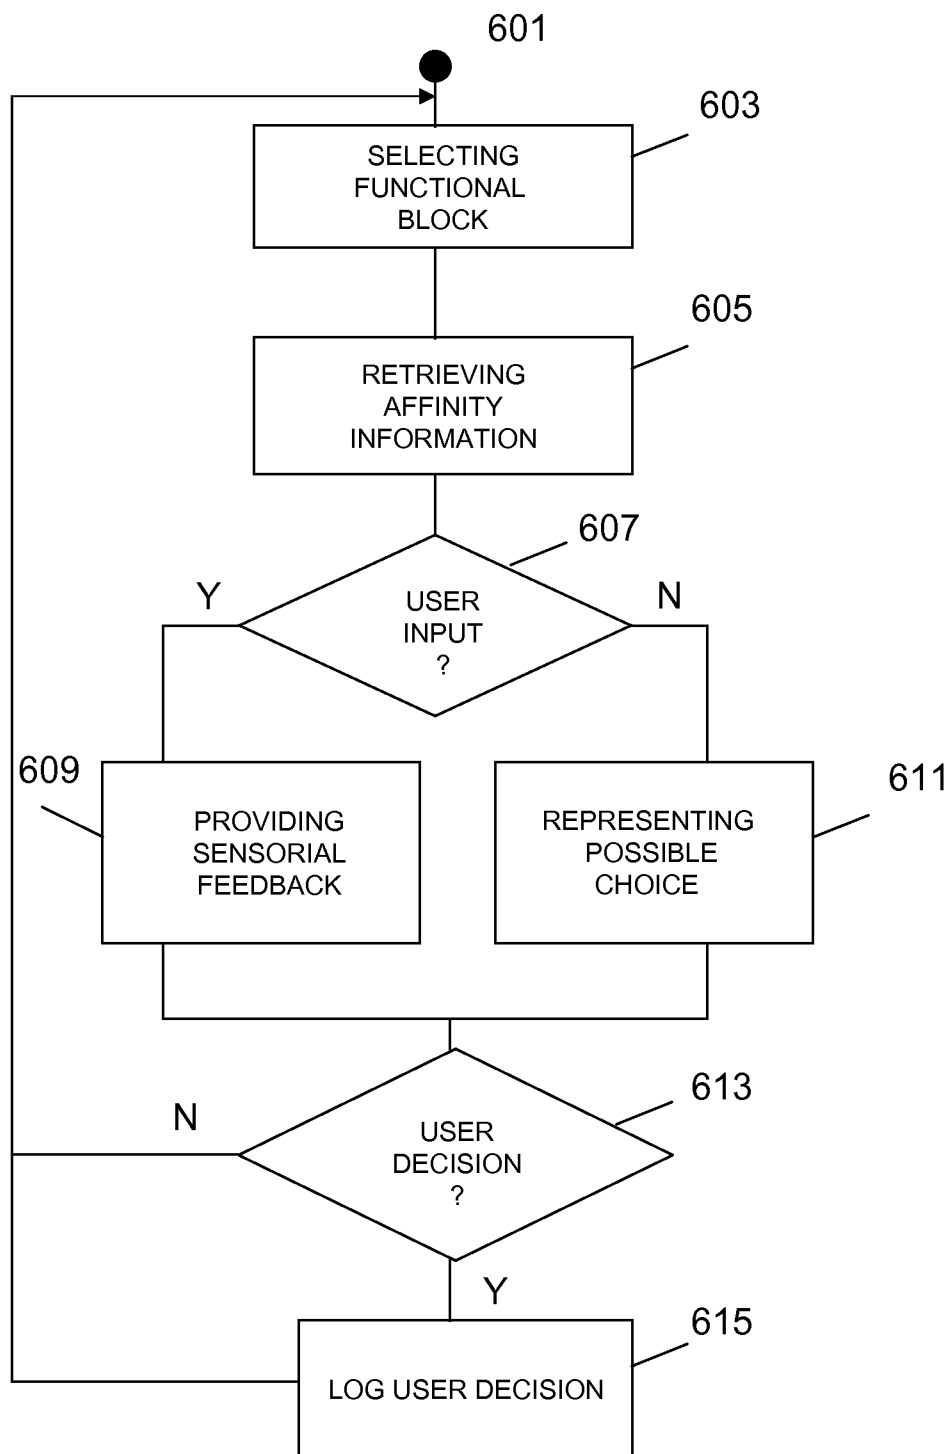 601
603
SELECTING
FUNCTIONAL
BLOCK
605
RETRIEVING
AFFINITY
INFORMATION
607
Y
N
USER
INPUT
?
609
611
PROVIDING
SENSORIAL
FEEDBACK
REPRESENTING
POSSIBLE
CHOICE
613
N
USER
DECISION
?
Y
615
LOG USER DECISION